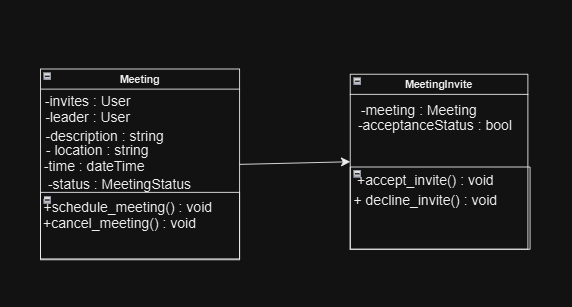 Meeting
-invites : User
-leader : User
-description : string
- location : string
-time : dateTime
-status : MeetingStatus
+schedule_meeting() : void
+cancel_meeting() : void
MeetingInvite
-meeting : Meeting
-acceptanceStatus : bool
+accept_invite() : void
+ decline_invite() : void